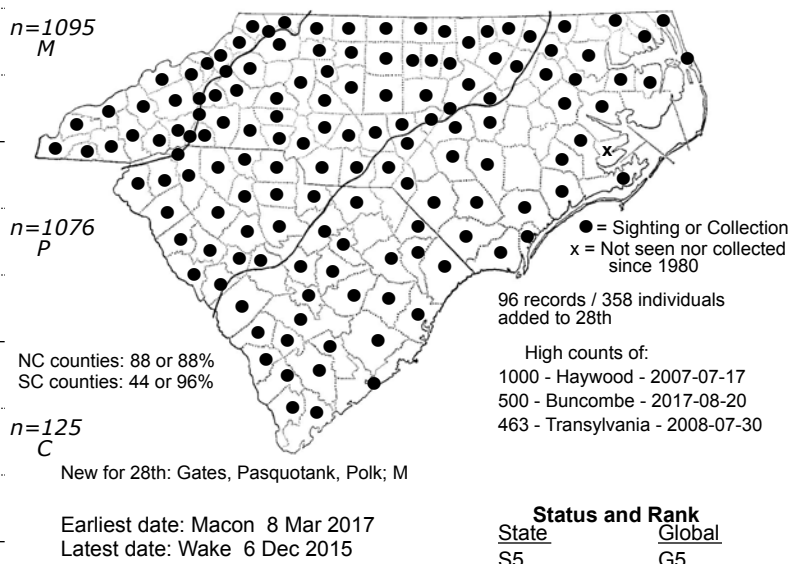 n=1095
M
n=1076
P
n=125
C
x
● = Sighting or Collection
x = Not seen nor collected
since 1980
96 records / 358 individuals
added to 28th
High counts of:
1000 - Haywood - 2007-07-17
500 - Buncombe - 2017-08-20
463 - Transylvania - 2008-07-30
NC counties: 88 or 88%
SC counties: 44 or 96%
New for 28th: Gates, Pasquotank, Polk; M
Earliest date: Macon 8 Mar 2017
Latest date: Wake 6 Dec 2015
Status and Rank
State Global
S5 G5